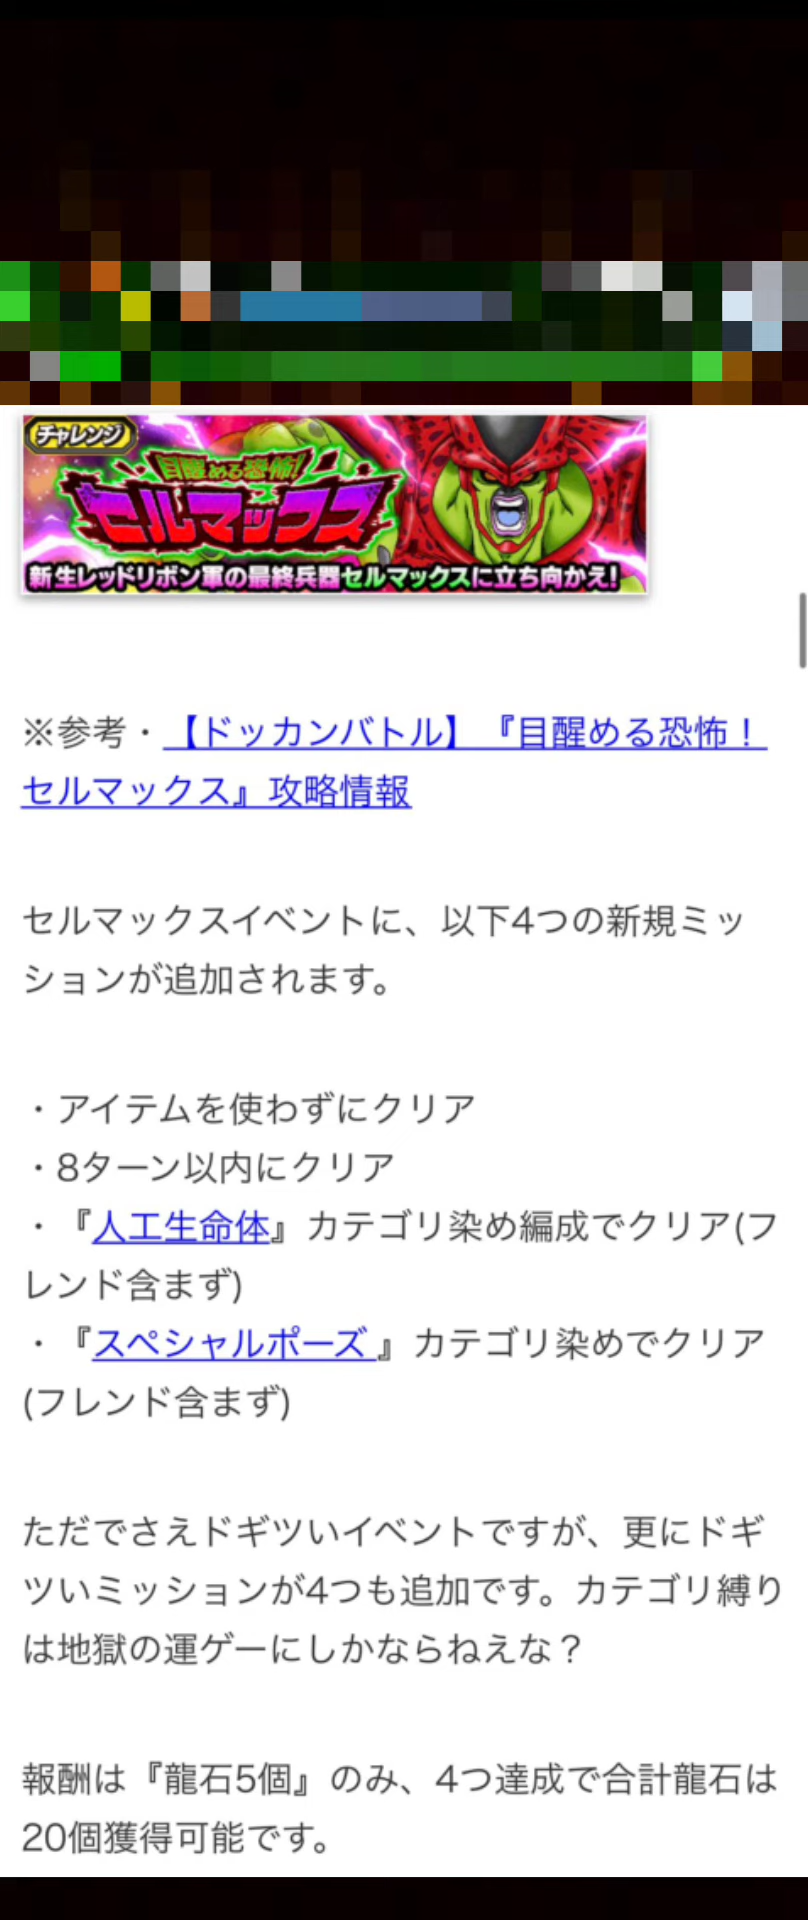 チャレンジ
目醒める恐怖!
セルマックス
新生レッドリボン軍の最終兵器セルマックスに立ち向かえ!
※参考・【ドッカンバトル】『目醒める恐怖！
セルマックス』攻略情報
セルマックスイベントに、以下4つの新規ミッ
ションが追加されます。
・アイテムを使わずにクリア
・8ターン以内にクリア
・『人工生命体』カテゴリ染め編成でクリア(フ
レンド含まず)
・『スペシャルポーズ 』カテゴリ染めでクリア
(フレンド含まず)
ただでさえドギツいイベントですが、更にドギ
ツいミッションが4つも追加です。カテゴリ縛り
は地獄の運ゲーにしかならねえな？
報酬は『龍石5個』のみ、4つ達成で合計龍石は
20個獲得可能です。